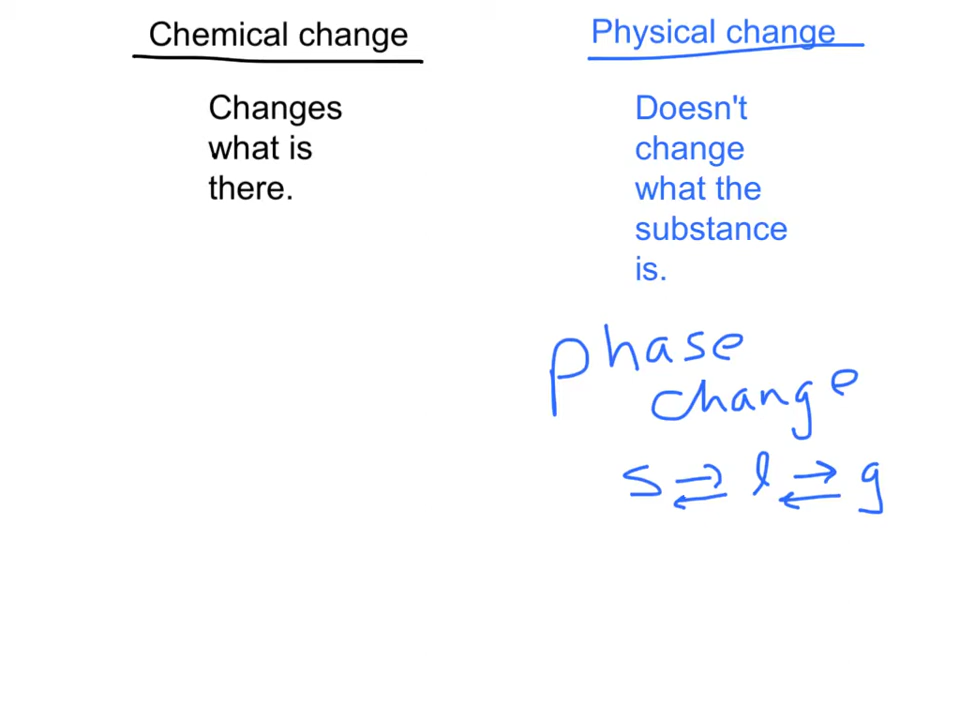 Chemical change
Changes
what is
there.
Physical change
Doesn't
change
what the
substance
is.
phase
change
s ⇄ l ⇄ g